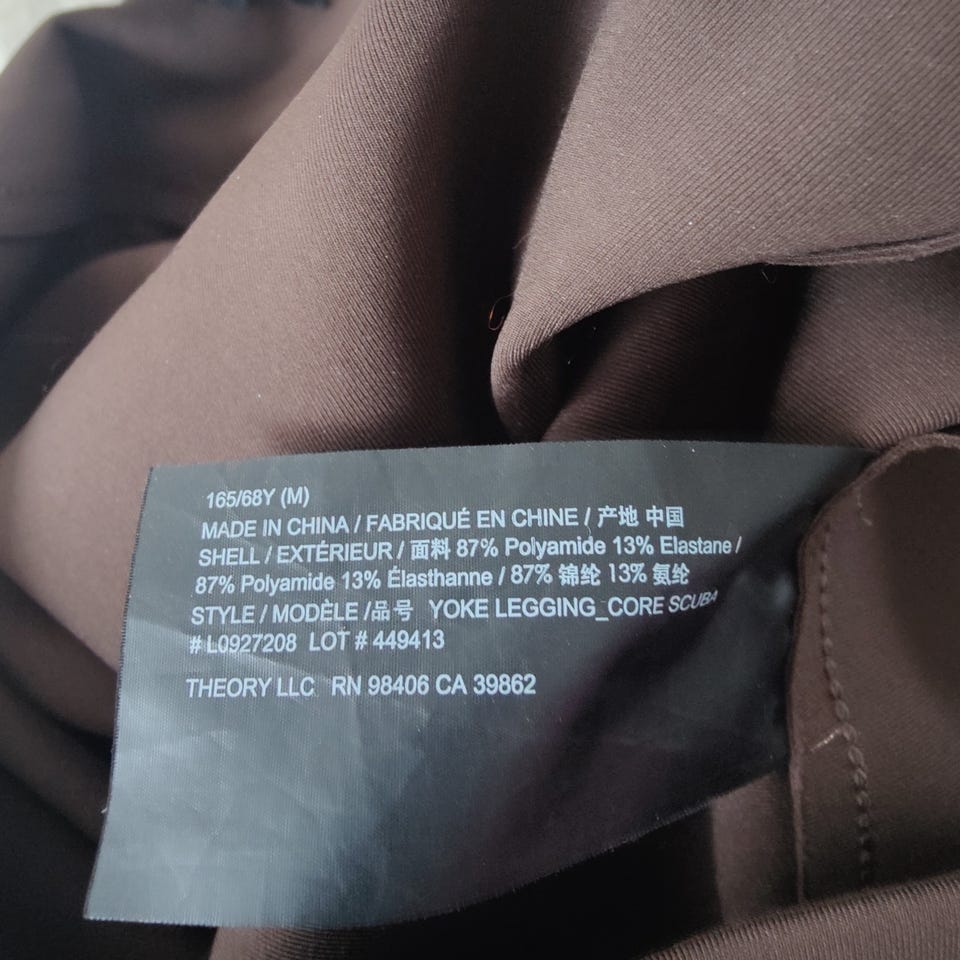 165/68Y (M)
MADE IN CHINA / FABRIQUÉ EN CHINE / 产地 中国
SHELL / EXTÉRIEUR / 面料 87% Polyamide 13% Elastane /
87% Polyamide 13% Élasthanne / 87% 锦纶 13% 氨纶
STYLE / MODÈLE /品号 YOKE LEGGING_CORE SCUBA
# L0927208 LOT # 449413
THEORY LLC RN 98406 CA 39862